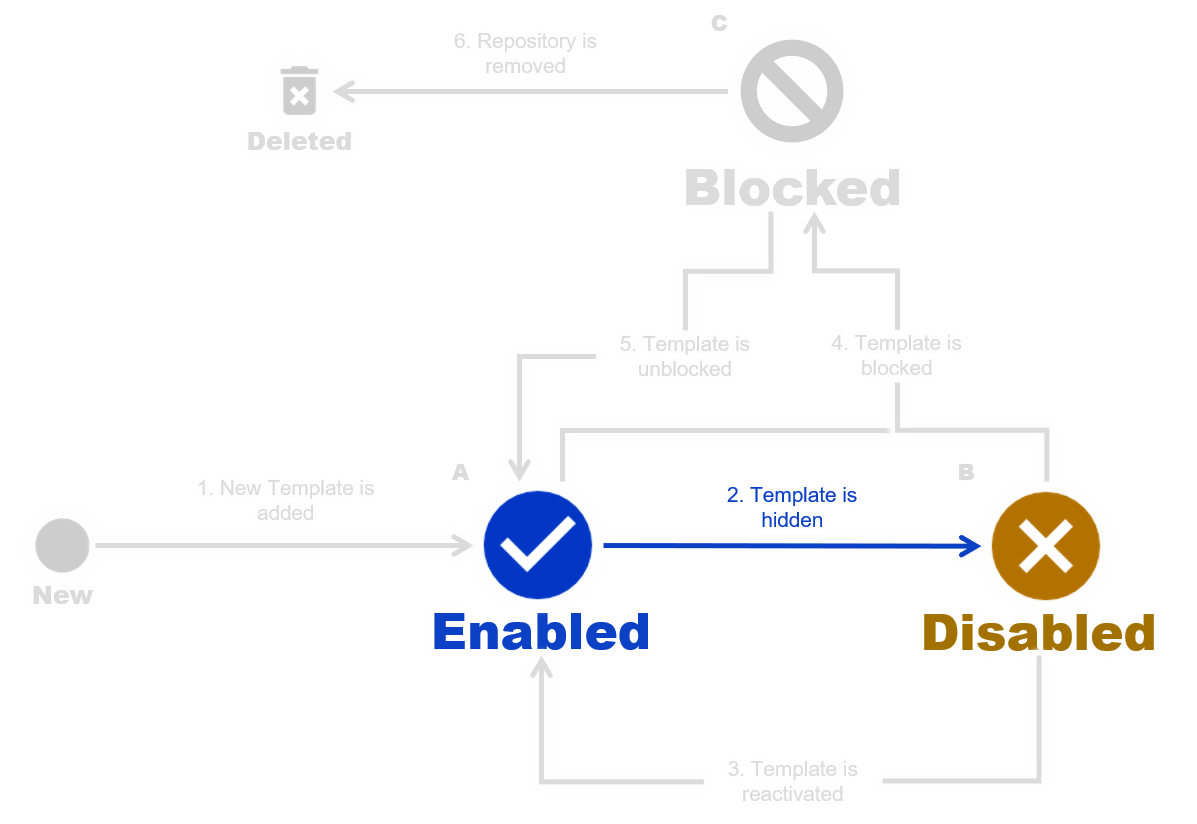 C
6. Repository is
removed
Deleted
Blocked
5. Template is
unblocked
4. Template is
blocked
A
B
1. New Template is
added
2. Template is
hidden
New
Enabled
Disabled
3. Template is
reactivated